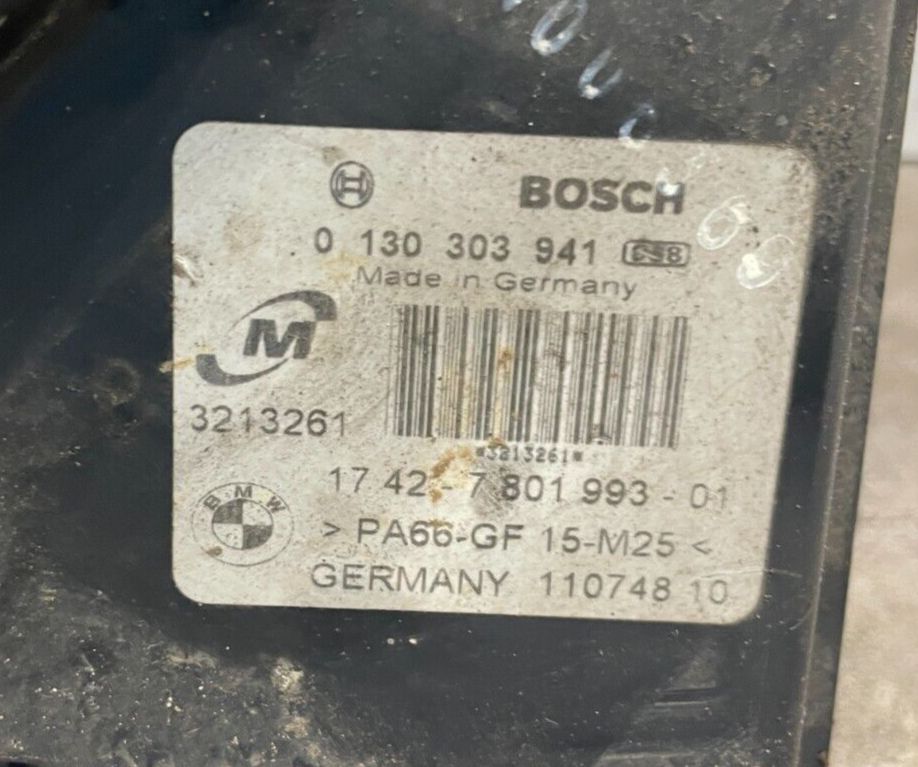 BOSCH
0 130 303 941
Made in Germany
M
3213261
*3213261*
17 42 - 7 801 993 - 01
BMW
> PA66-GF 15-M25 <
GERMANY 110748 10